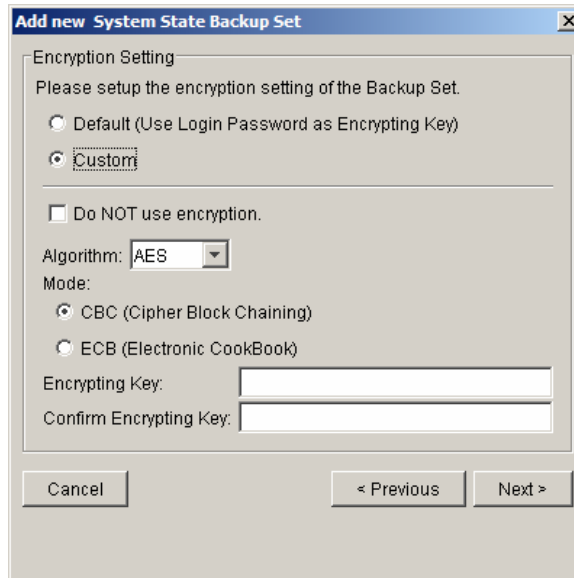 Add new System State Backup Set
Encryption Setting
Please setup the encryption setting of the Backup Set.
Default (Use Login Password as Encrypting Key)
Custom
Do NOT use encryption.
Algorithm: AES
Mode:
CBC (Cipher Block Chaining)
ECB (Electronic CookBook)
Encrypting Key:
Confirm Encrypting Key:
Cancel
< Previous
Next >